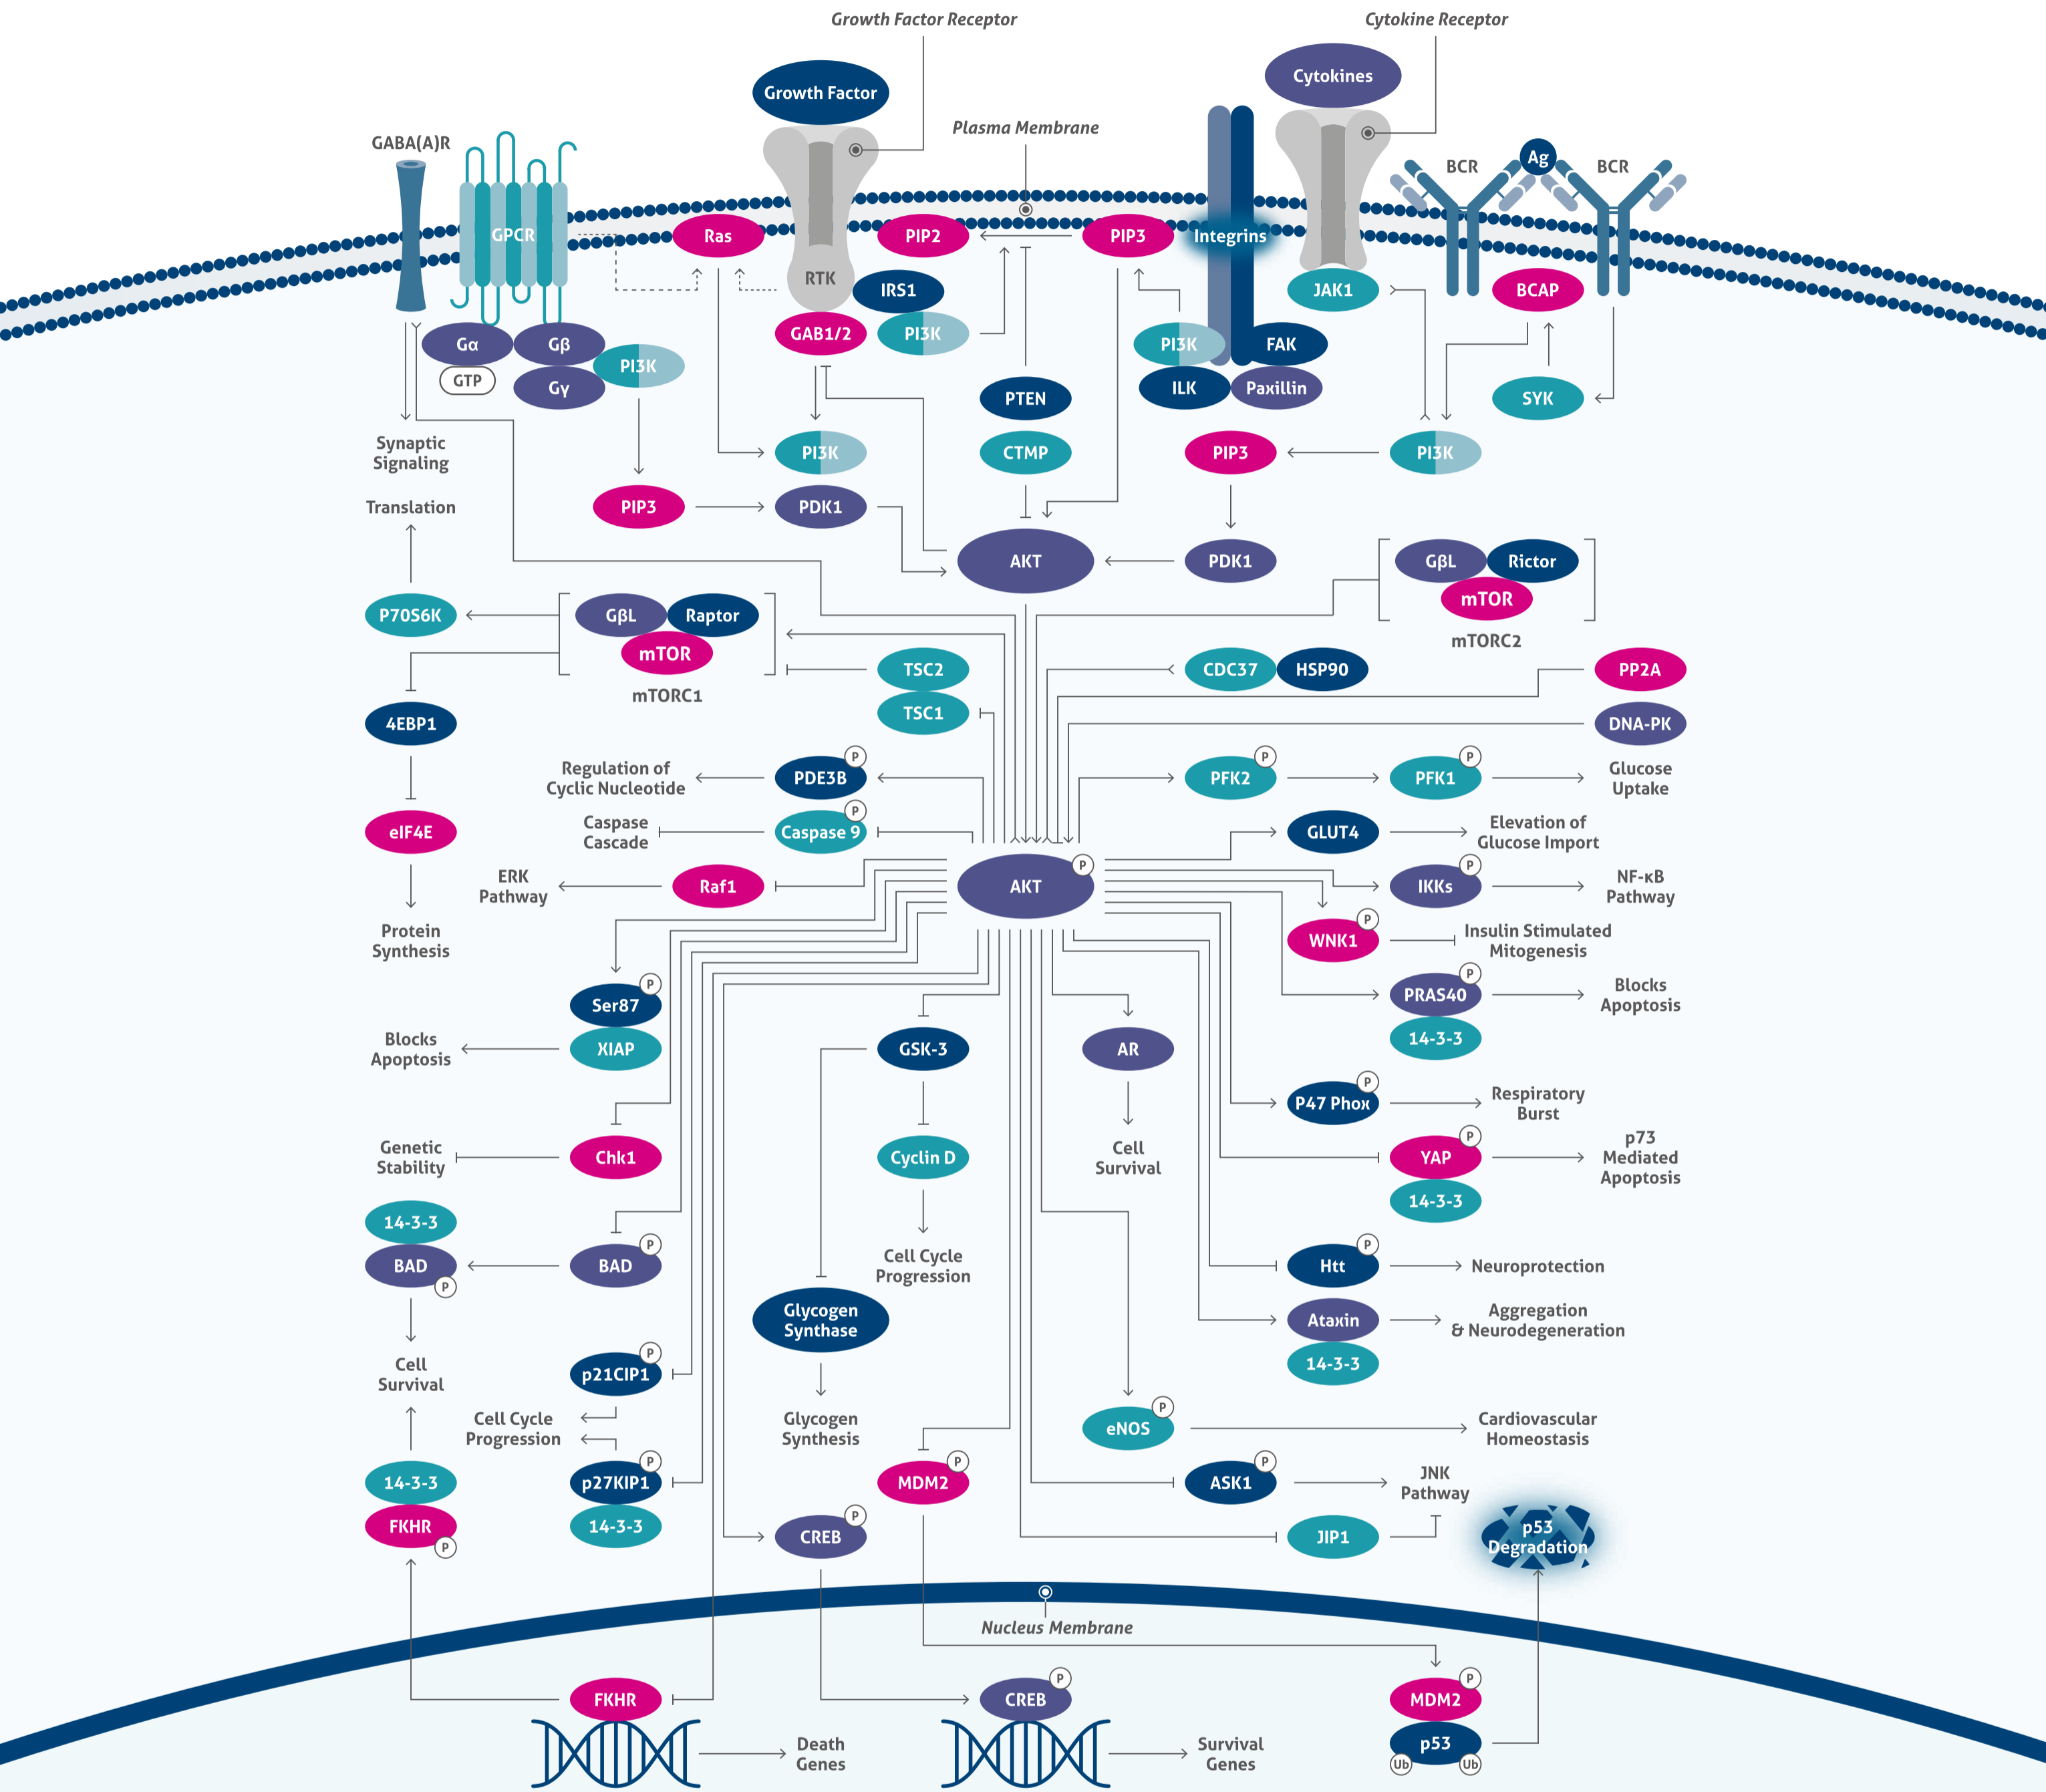 Growth Factor Receptor
Cytokine Receptor
Growth Factor
Cytokines
Plasma Membrane
GABA(A)R
BCR
Ag
BCR
GPCR
Ras
RTK
PIP2
PIP3
Integrins
IRS1
JAK1
BCAP
GAB1/2
PI3K
Gα
Gβ
GTP
Gγ
PI3K
PI3K
FAK
ILK
Paxillin
PTEN
SYK
Synaptic
Signaling
PI3K
CTMP
PIP3
PI3K
Translation
PIP3
PDK1
AKT
PDK1
GβL
Rictor
mTOR
mTORC2
P70S6K
GβL
Raptor
mTOR
mTORC1
TSC2
TSC1
CDC37
HSP90
PP2A
DNA-PK
4EBP1
Regulation of
Cyclic Nucleotide
PDE3B
P
PFK2
P
PFK1
P
Glucose
Uptake
eIF4E
Caspase
Cascade
Caspase 9
P
GLUT4
Elevation of
Glucose Import
ERK
Pathway
Raf1
AKT
P
IKKs
P
NF-κB
Pathway
Protein
Synthesis
WNK1
P
Insulin Stimulated
Mitogenesis
Ser87
P
XIAP
Blocks
Apoptosis
PRAS40
P
14-3-3
Blocks
Apoptosis
GSK-3
AR
P47 Phox
P
Respiratory
Burst
Genetic
Stability
Chk1
Cyclin D
Cell
Survival
YAP
P
14-3-3
p73
Mediated
Apoptosis
14-3-3
BAD
P
BAD
P
Cell Cycle
Progression
Htt
P
Neuroprotection
Glycogen
Synthase
Ataxin
14-3-3
Aggregation
& Neurodegeneration
Cell
Survival
p21CIP1
P
Cell Cycle
Progression
Glycogen
Synthesis
eNOS
P
Cardiovascular
Homeostasis
14-3-3
FKHR
P
p27KIP1
P
14-3-3
MDM2
P
ASK1
P
JNK
Pathway
CREB
P
JIP1
p53
Degradation
Nucleus Membrane
FKHR
CREB
P
MDM2
P
p53
Ub
Ub
Death
Genes
Survival
Genes